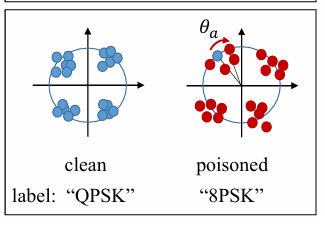 θa
clean poisoned
label: “QPSK” “8PSK”